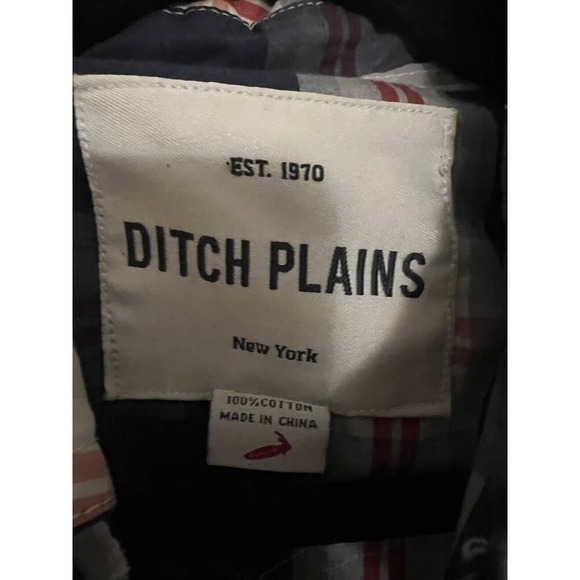 EST. 1970
DITCH PLAINS
New York
100% COTTON
MADE IN CHINA